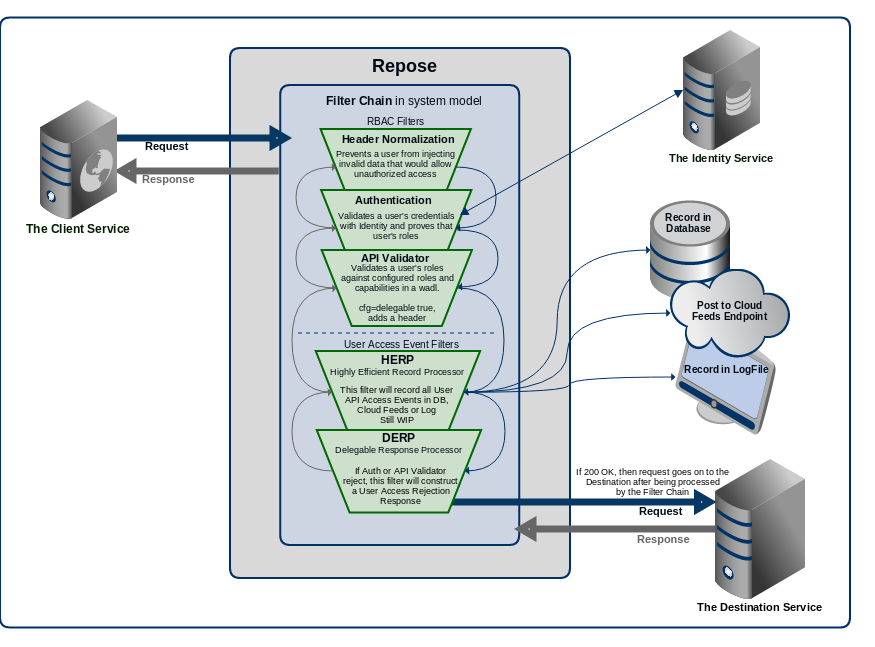 Repose
Filter Chain in system model
RBAC Filters
Header Normalization
Prevents a user from injecting
invalid data that would allow
unauthorized access
Authentication
Validates a user's credentials
with Identity and proves that
user's roles
API Validator
Validates a user's roles
against configured roles and
capabilities in a wadl.
cfg=delegable true,
adds a header
User Access Event Filters
HERP
Highly Efficient Record Processor
This filter will record all User
API Access Events in DB,
Cloud Feeds or Log
Still WIP
DERP
Delegable Response Processor
If Auth or API Validator
reject, this filter will construct
a User Access Rejection
Response
Request
Response
The Client Service
The Identity Service
Record in
Database
Post to Cloud
Feeds Endpoint
Record in LogFile
If 200 OK, then request goes on to the
Destination after being processed
by the Filter Chain
Request
Response
The Destination Service